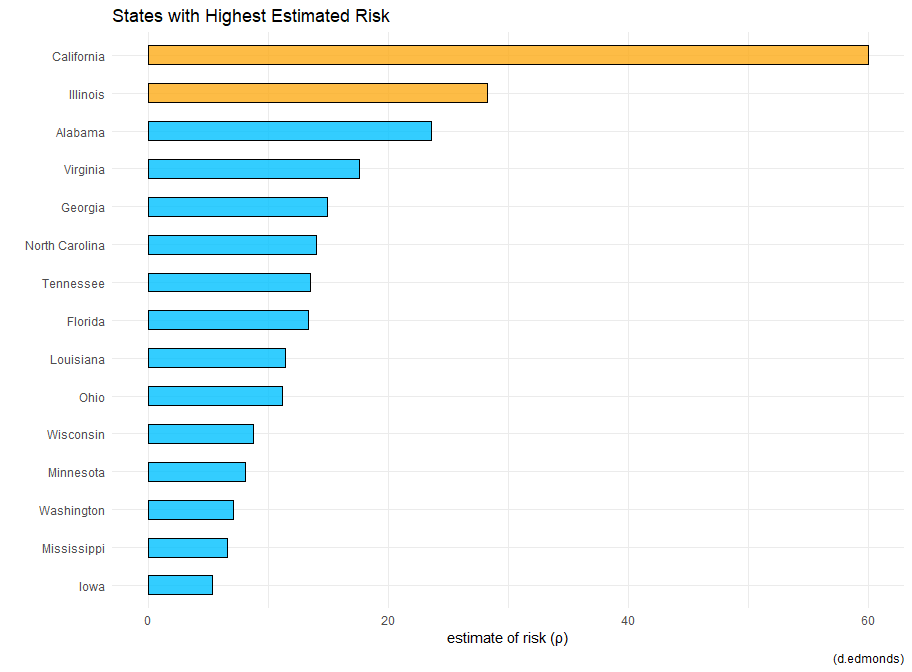 States with Highest Estimated Risk
California
Illinois
Alabama
Virginia
Georgia
North Carolina
Tennessee
Florida
Louisiana
Ohio
Wisconsin
Minnesota
Washington
Mississippi
Iowa
0 20 40 60
estimate of risk (ρ)
(d.edmonds)